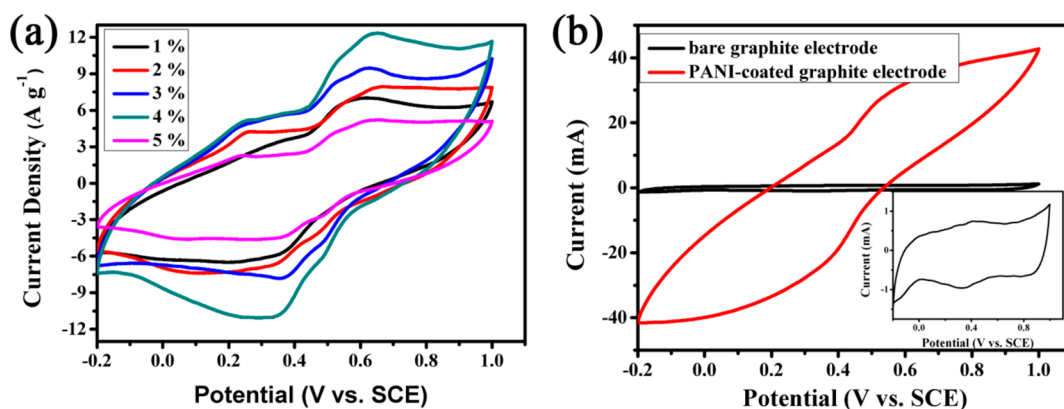 (a)
1 %
2 %
3 %
4 %
5 %
12
9
6
3
0
-3
-6
-9
-12
Current Density (A g-1)
-0.2 0.0 0.2 0.4 0.6 0.8 1.0
Potential (V vs. SCE)
(b)
bare graphite electrode
PANI-coated graphite electrode
40
20
0
-20
-40
Current (mA)
-0.2 0.0 0.2 0.4 0.6 0.8 1.0
Potential (V vs. SCE)
1
0
-1
Current (mA)
0.0 0.4 0.8
Potential (V vs. SCE)